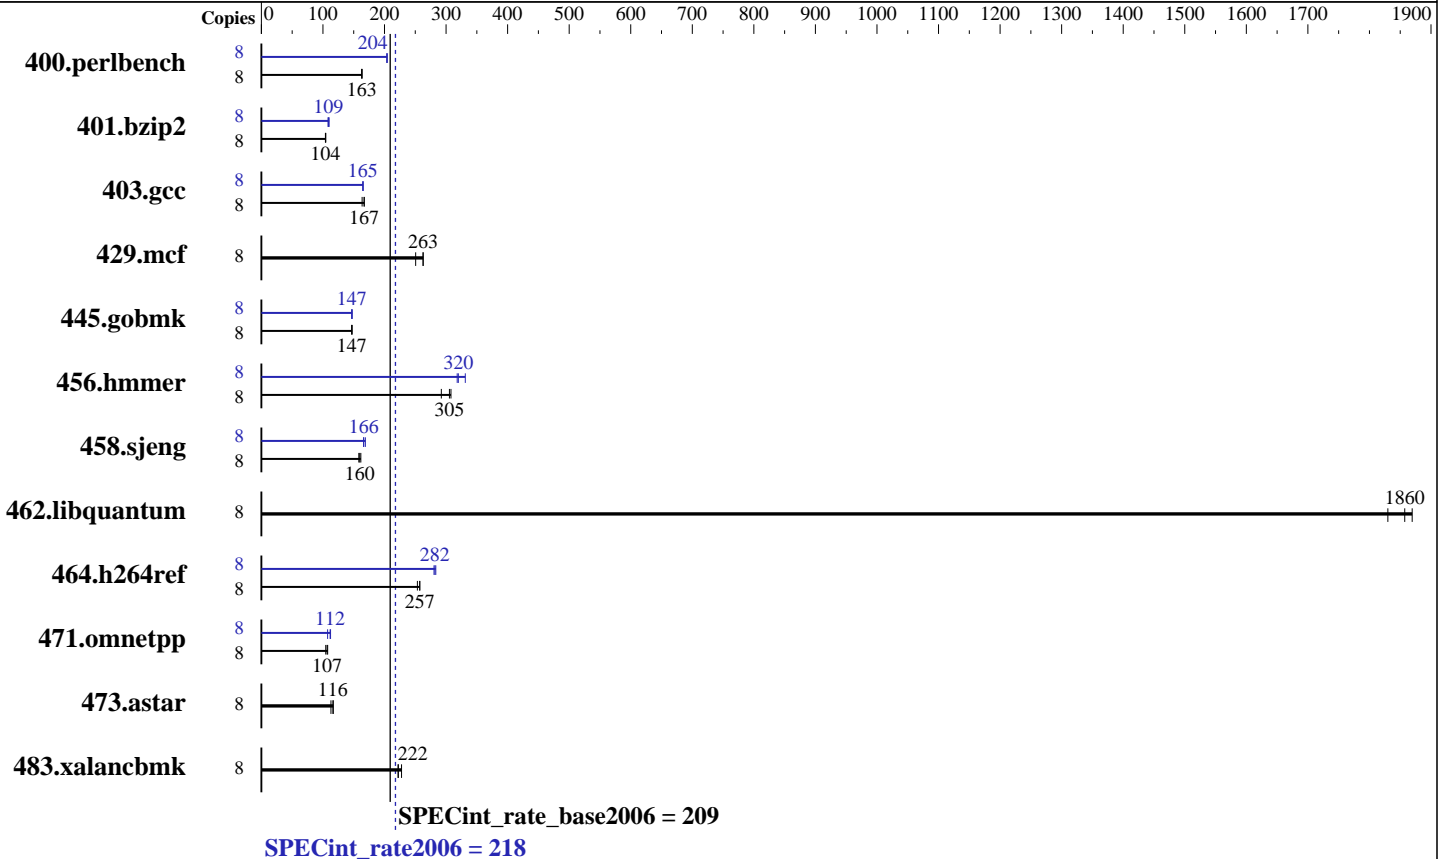 Copies 0 100 200 300 400 500 600 700 800 900 1000 1100 1200 1300 1400 1500 1600 1700 1900
400.perlbench 8 204
8 163
401.bzip2 8 109
8 104
403.gcc 8 165
8 167
429.mcf 8 263
445.gobmk 8 147
8 147
456.hmmer 8 320
8 305
458.sjeng 8 166
8 160
462.libquantum 8 1860
464.h264ref 8 282
8 257
471.omnetpp 8 112
8 107
473.astar 8 116
483.xalancbmk 8 222
SPECint_rate_base2006 = 209
SPECint_rate2006 = 218